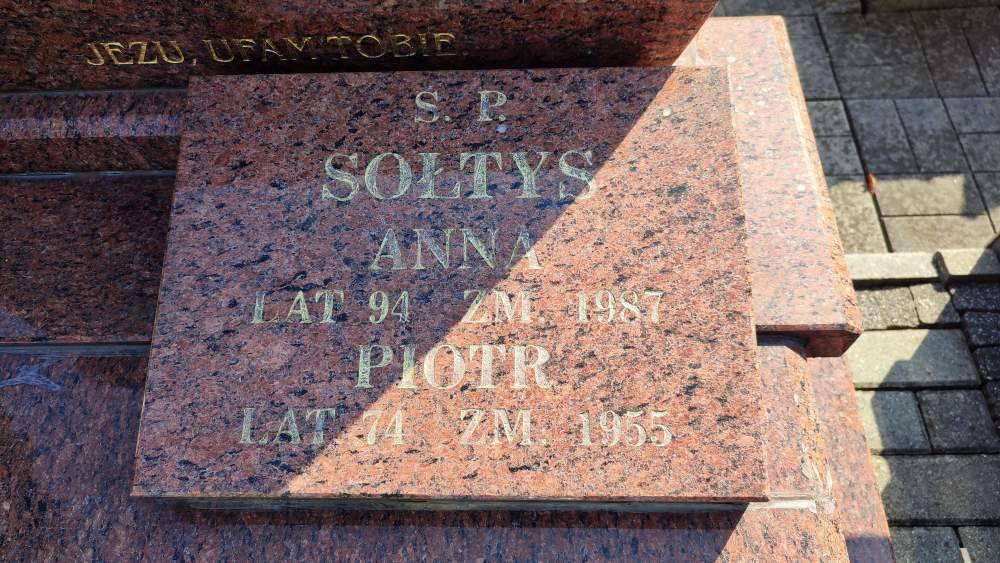 JEZU, UFAM TOBIE
S. P.
SOŁTYS
ANNA
LAT 94 ZM. 1987
PIOTR
LAT 74 ZM. 1955